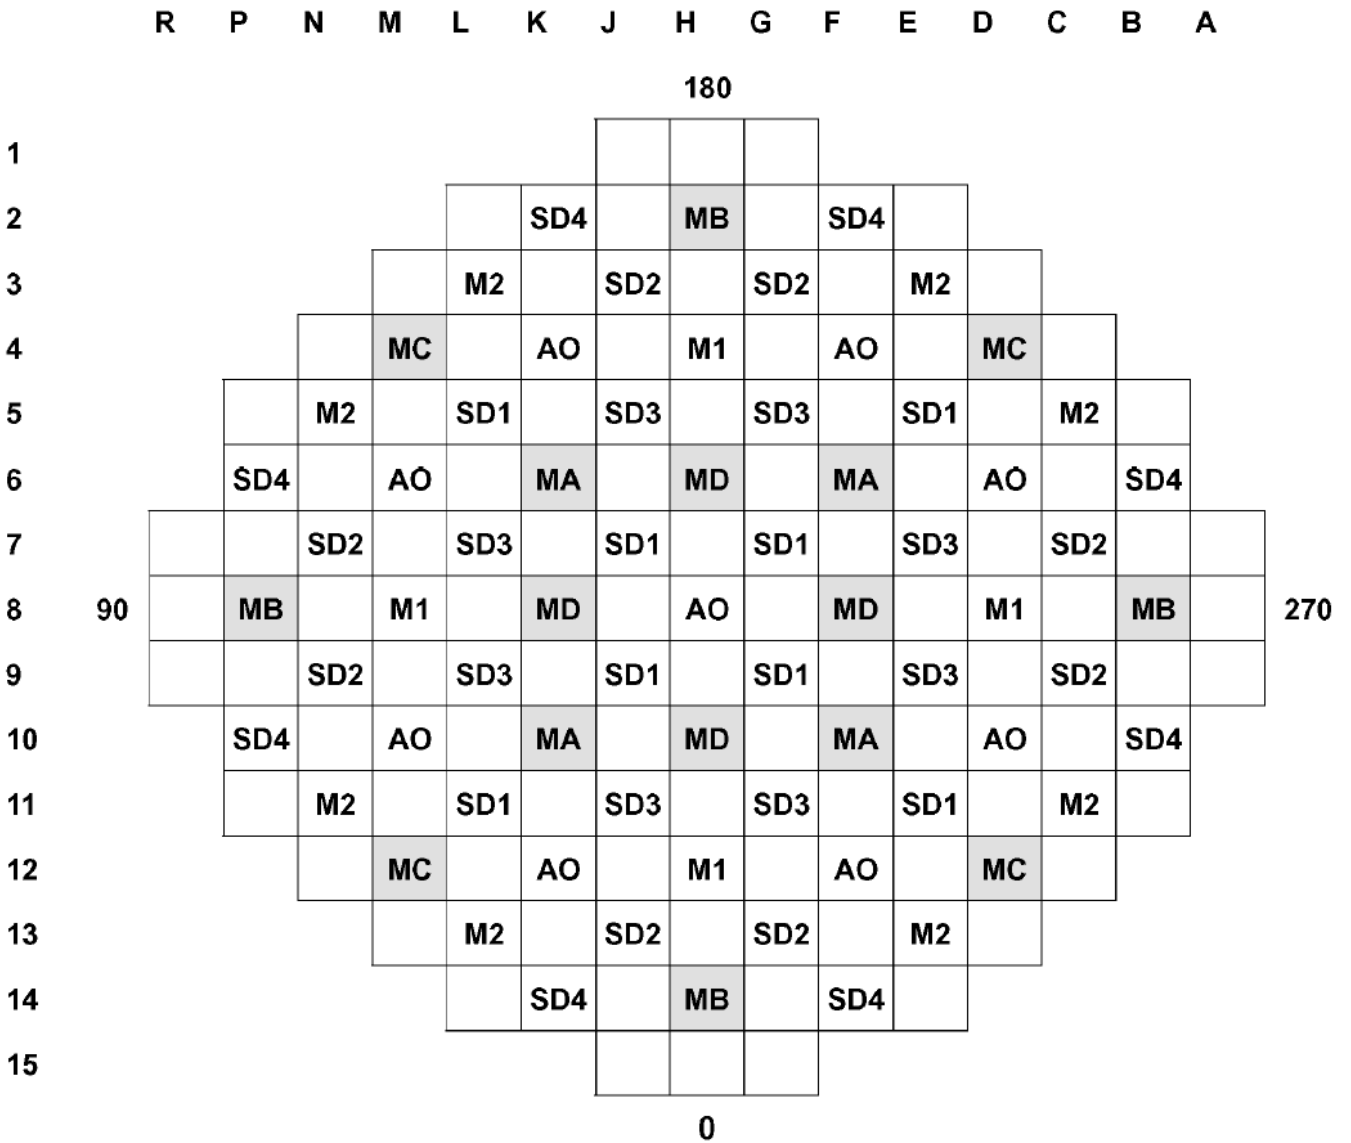 R P N M L K J H G F E D C B A
180
1
2 SD4 MB SD4
3 M2 SD2 SD2 M2
4 MC AO M1 AO MC
5 M2 SD1 SD3 SD3 SD1 M2
6 SD4 AO MA MD MA AO SD4
7 SD2 SD3 SD1 SD1 SD3 SD2
90 8 MB M1 MD AO MD M1 MB 270
9 SD2 SD3 SD1 SD1 SD3 SD2
10 SD4 AO MA MD MA AO SD4
11 M2 SD1 SD3 SD3 SD1 M2
12 MC AO M1 AO MC
13 M2 SD2 SD2 M2
14 SD4 MB SD4
15
0